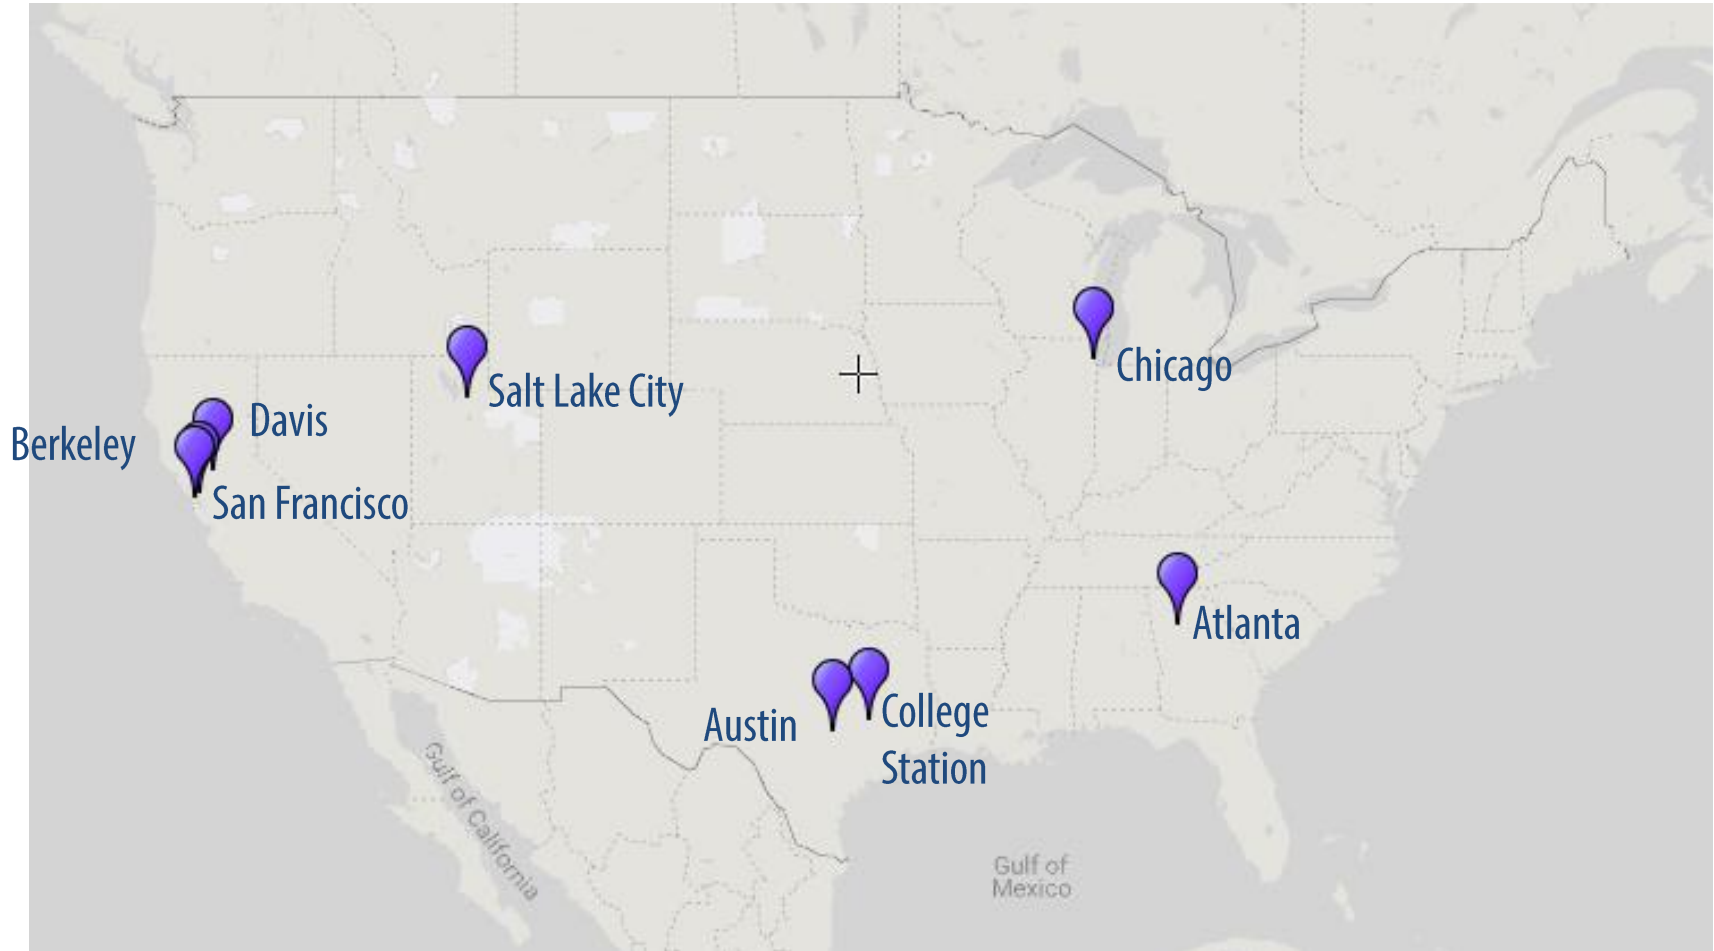 Chicago
Salt Lake City
Davis
Berkeley
San Francisco
Atlanta
Austin
College
Station
Gulf of California
Gulf of
Mexico